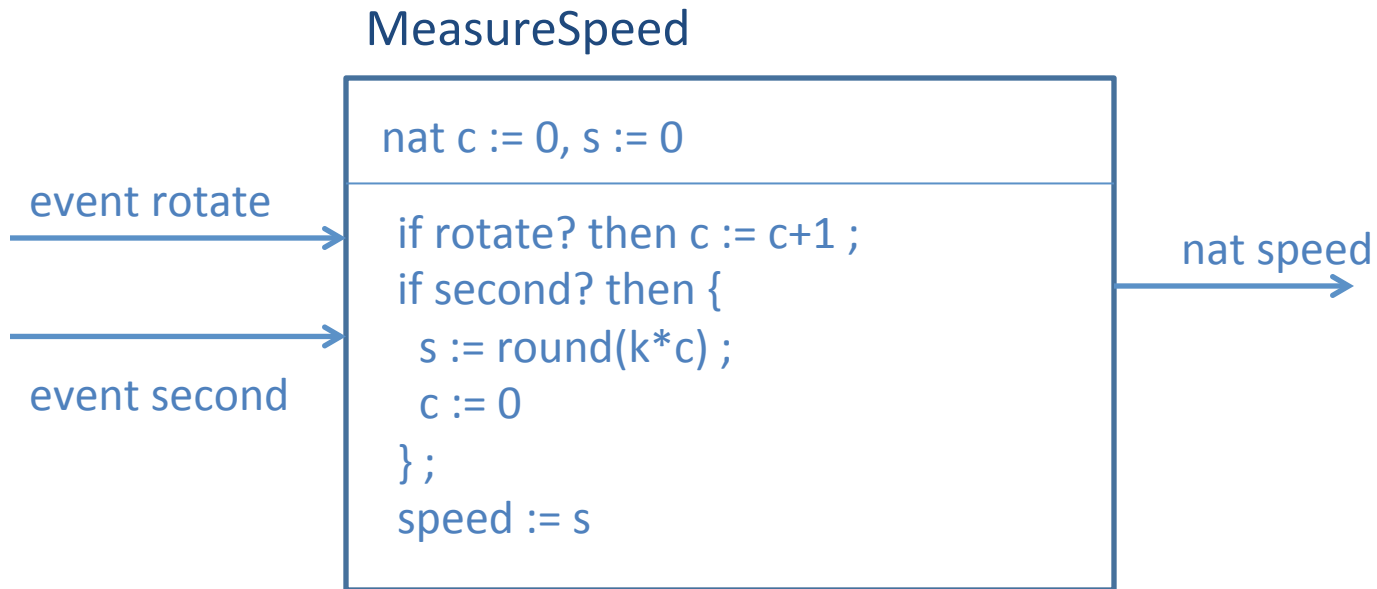 MeasureSpeed
nat c := 0, s := 0
event rotate
event second
if rotate? then c := c+1 ;
if second? then {
s := round(k*c) ;
c := 0
} ;
speed := s
nat speed